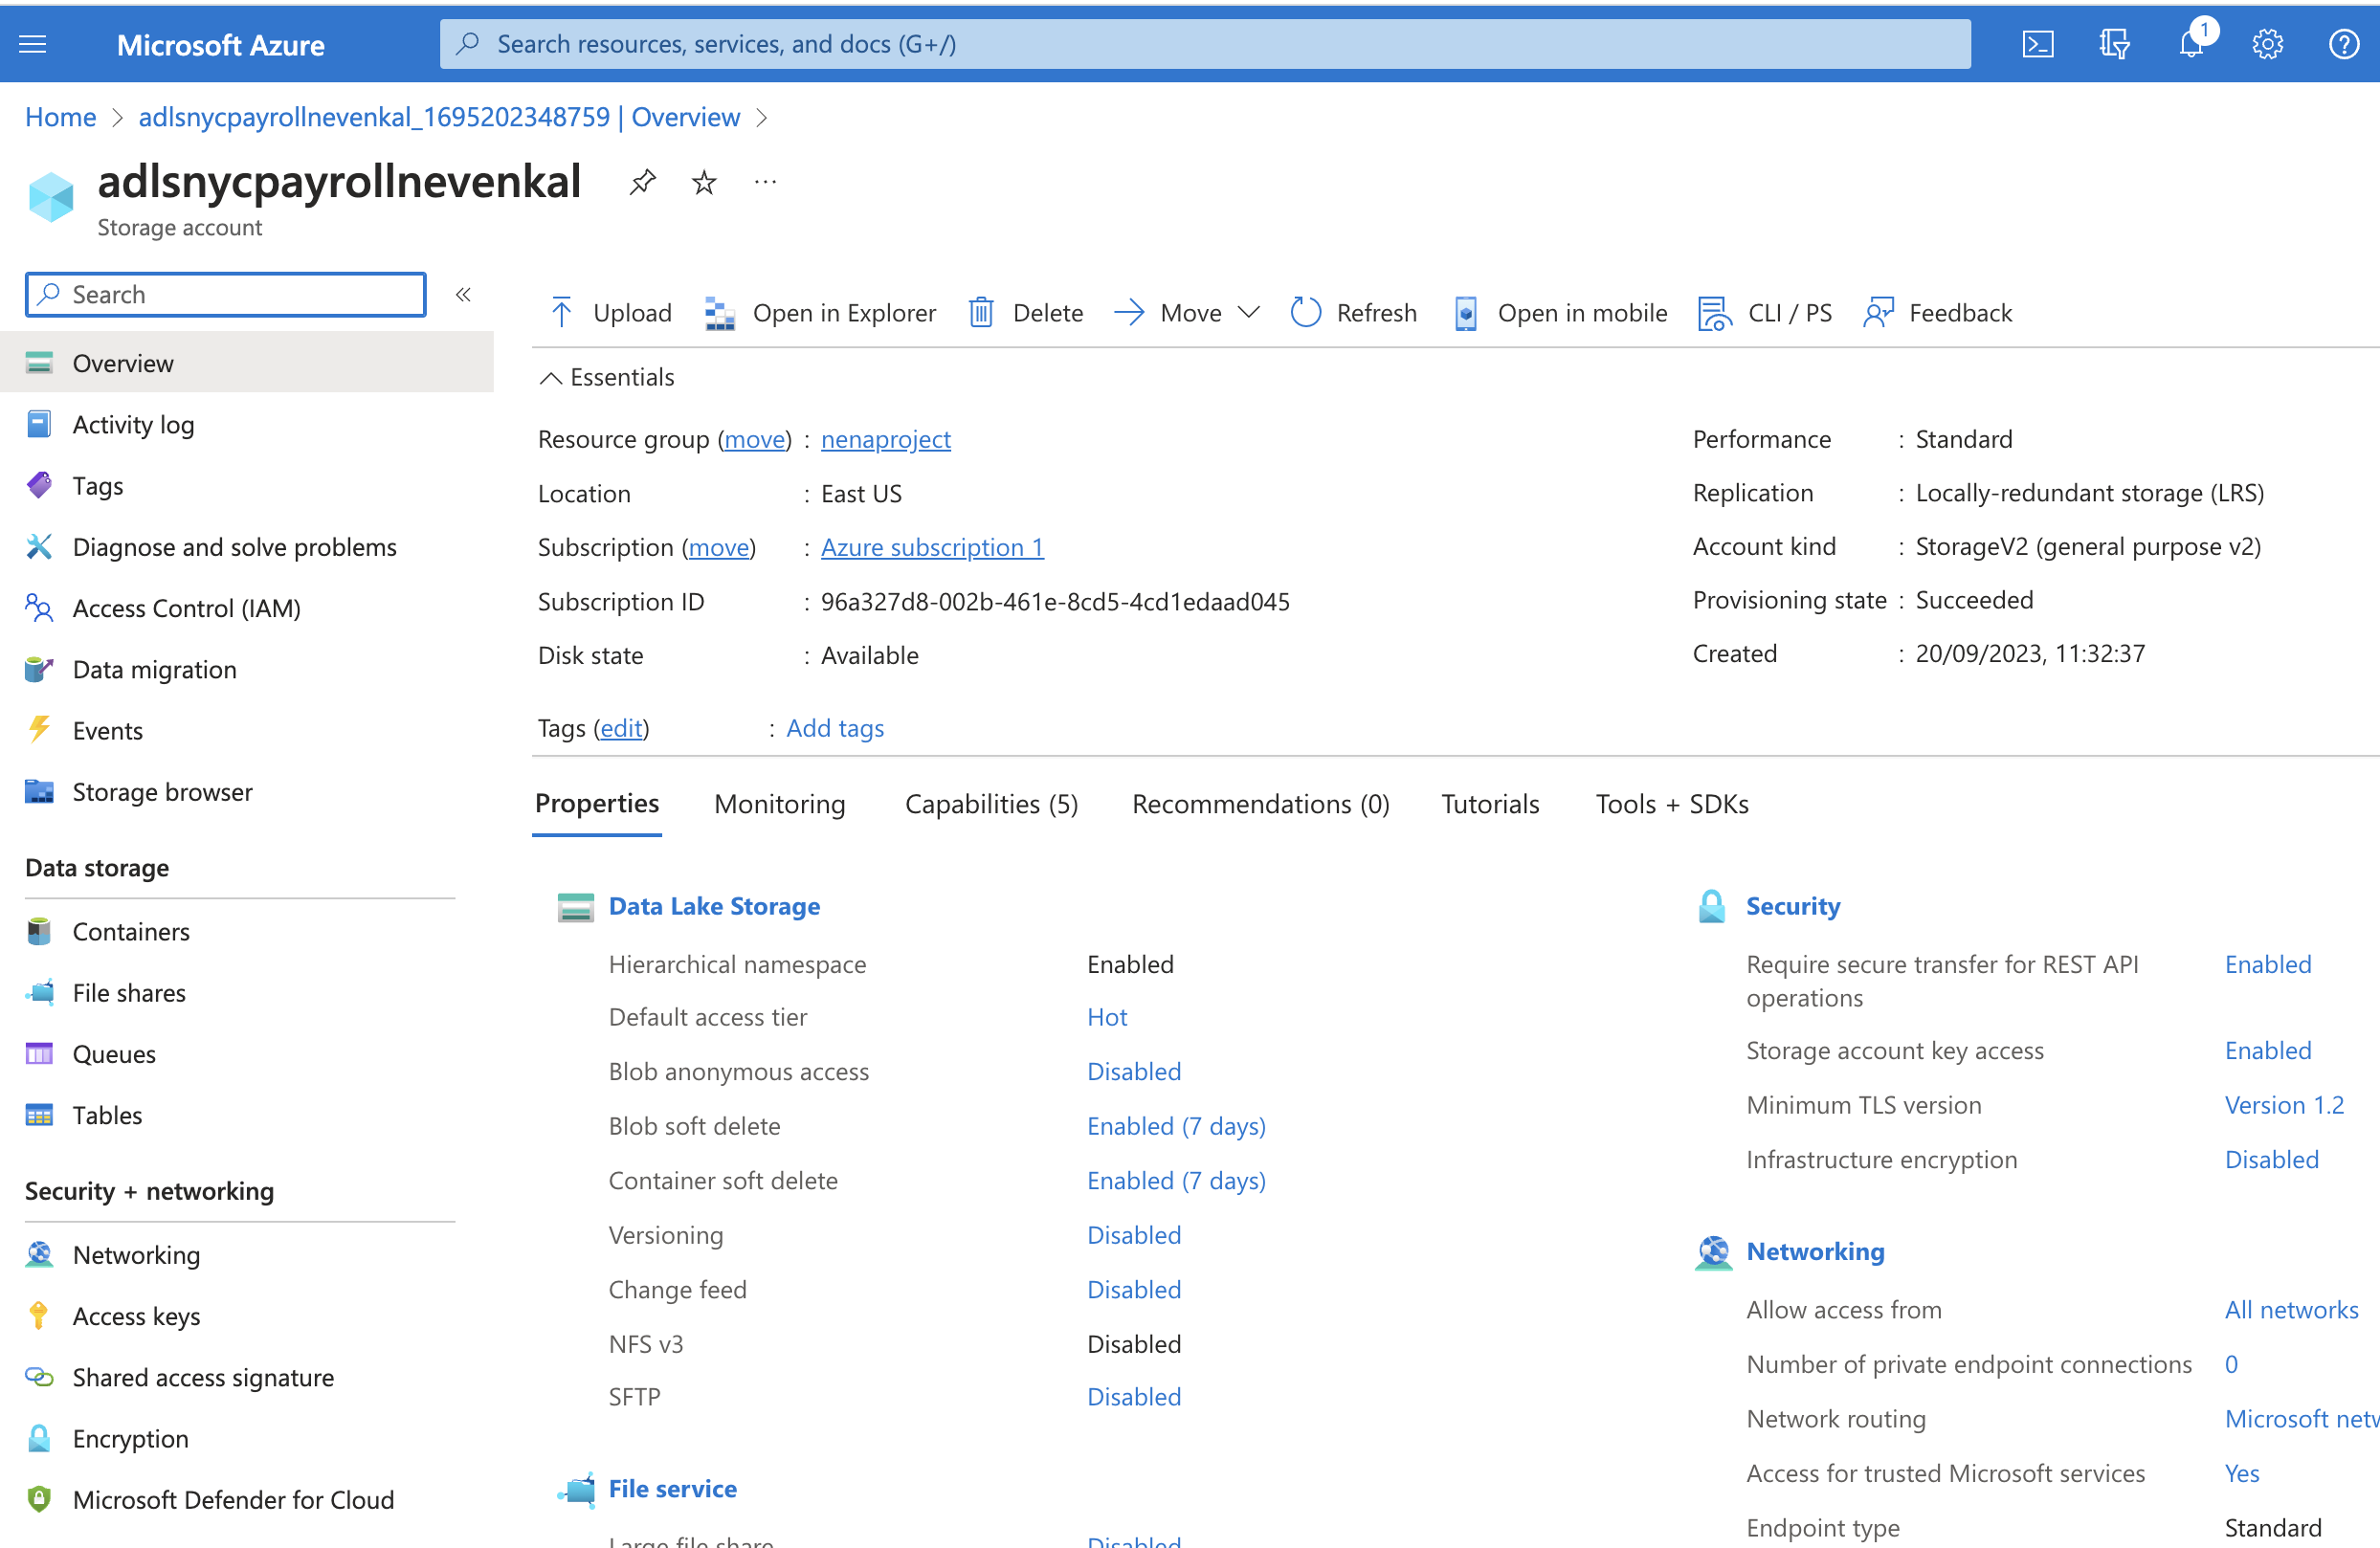 Microsoft Azure
Search resources, services, and docs (G+/)
1
Home > adlsnycpayrollnevenkal_1695202348759 | Overview >
adlsnycpayrollnevenkal
Storage account
Search
Overview
Activity log
Tags
Diagnose and solve problems
Access Control (IAM)
Data migration
Events
Storage browser
Data storage
Containers
File shares
Queues
Tables
Security + networking
Networking
Access keys
Shared access signature
Encryption
Microsoft Defender for Cloud
Upload Open in Explorer Delete Move Refresh Open in mobile CLI / PS Feedback
Essentials
Resource group (move) : nenaproject
Location : East US
Subscription (move) : Azure subscription 1
Subscription ID : 96a327d8-002b-461e-8cd5-4cd1edaad045
Disk state : Available
Performance : Standard
Replication : Locally-redundant storage (LRS)
Account kind : StorageV2 (general purpose v2)
Provisioning state : Succeeded
Created : 20/09/2023, 11:32:37
Tags (edit) : Add tags
Properties Monitoring Capabilities (5) Recommendations (0) Tutorials Tools + SDKs
Data Lake Storage
Hierarchical namespace Enabled
Default access tier Hot
Blob anonymous access Disabled
Blob soft delete Enabled (7 days)
Container soft delete Enabled (7 days)
Versioning Disabled
Change feed Disabled
NFS v3 Disabled
SFTP Disabled
File service
Large file share Disabled
Security
Require secure transfer for REST API Enabled
operations
Storage account key access Enabled
Minimum TLS version Version 1.2
Infrastructure encryption Disabled
Networking
Allow access from All networks
Number of private endpoint connections 0
Network routing Microsoft netw
Access for trusted Microsoft services Yes
Endpoint type Standard